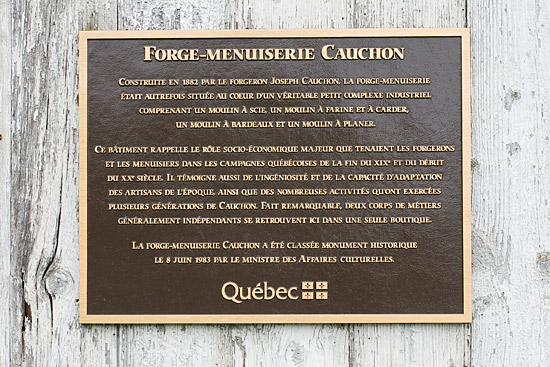 Forge-menuiserie Cauchon
Construite en 1882 par le forgeron Joseph Cauchon, la forge-menuiserie
était autrefois située au coeur d'un véritable petit complexe industriel
comprenant un moulin à scie, un moulin à farine et à carder,
un moulin à bardeaux et un moulin à planer.
Ce bâtiment rappelle le rôle socio-économique majeur que tenaient les forgerons
et les menuisiers dans les campagnes québécoises de la fin du XIXe et du début
du XXe siècle. Il témoigne aussi de l'ingéniosité et de la capacité d'adaptation
des artisans de l'époque, ainsi que des nombreuses activités qu'ont exercées
plusieurs générations de Cauchon. Fait remarquable, deux corps de métiers
généralement indépendants se retrouvent ici dans une seule boutique.
La forge-menuiserie Cauchon a été classée monument historique
le 8 juin 1983 par le ministre des Affaires culturelles.
Québec